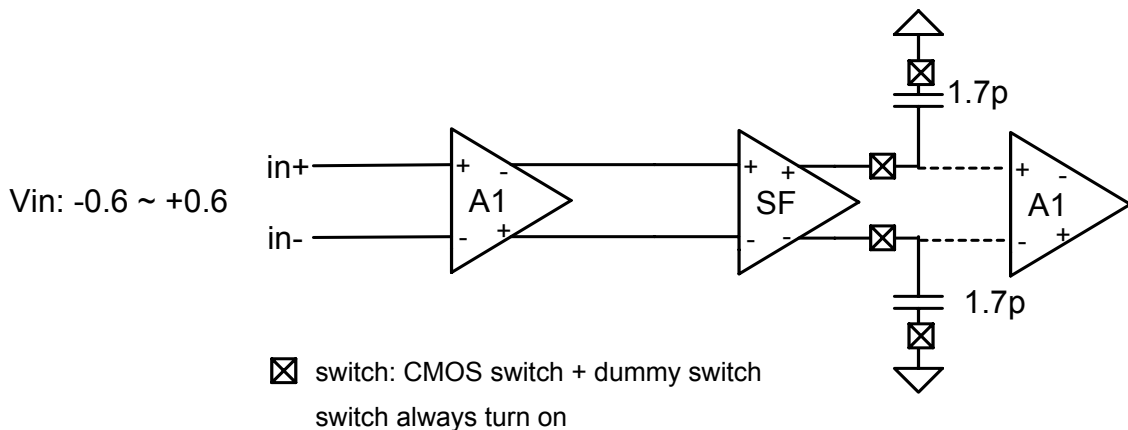 1.7p
in+
Vin: -0.6 ~ +0.6
in-
+ -
A1
- +
+ +
SF
- -
+ -
A1
- +
1.7p
switch: CMOS switch + dummy switch
switch always turn on